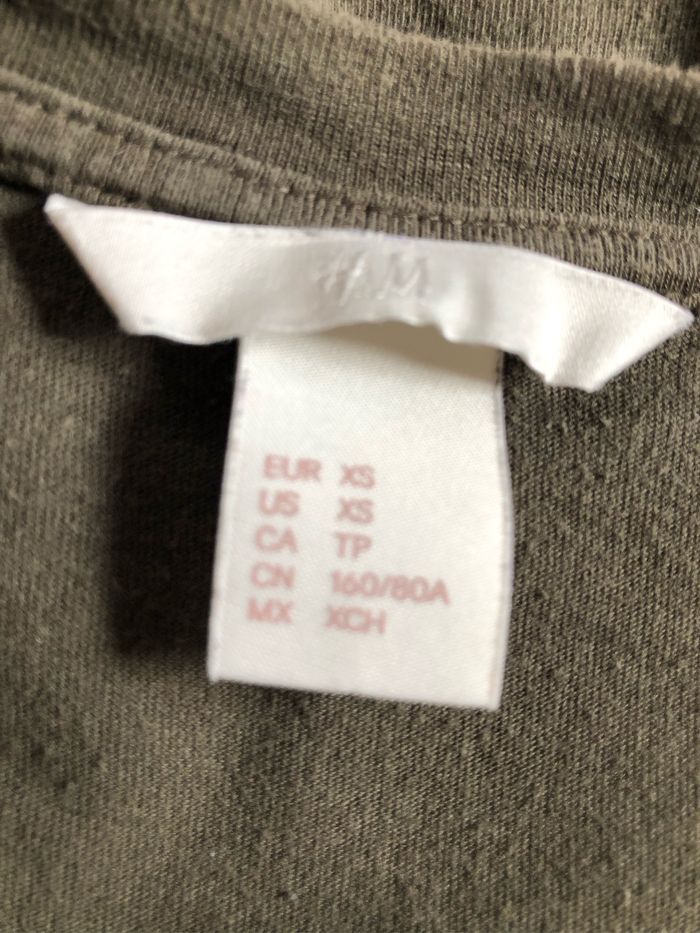 H&M
EUR XS
US XS
CA TP
CN 160/80A
MX XCH